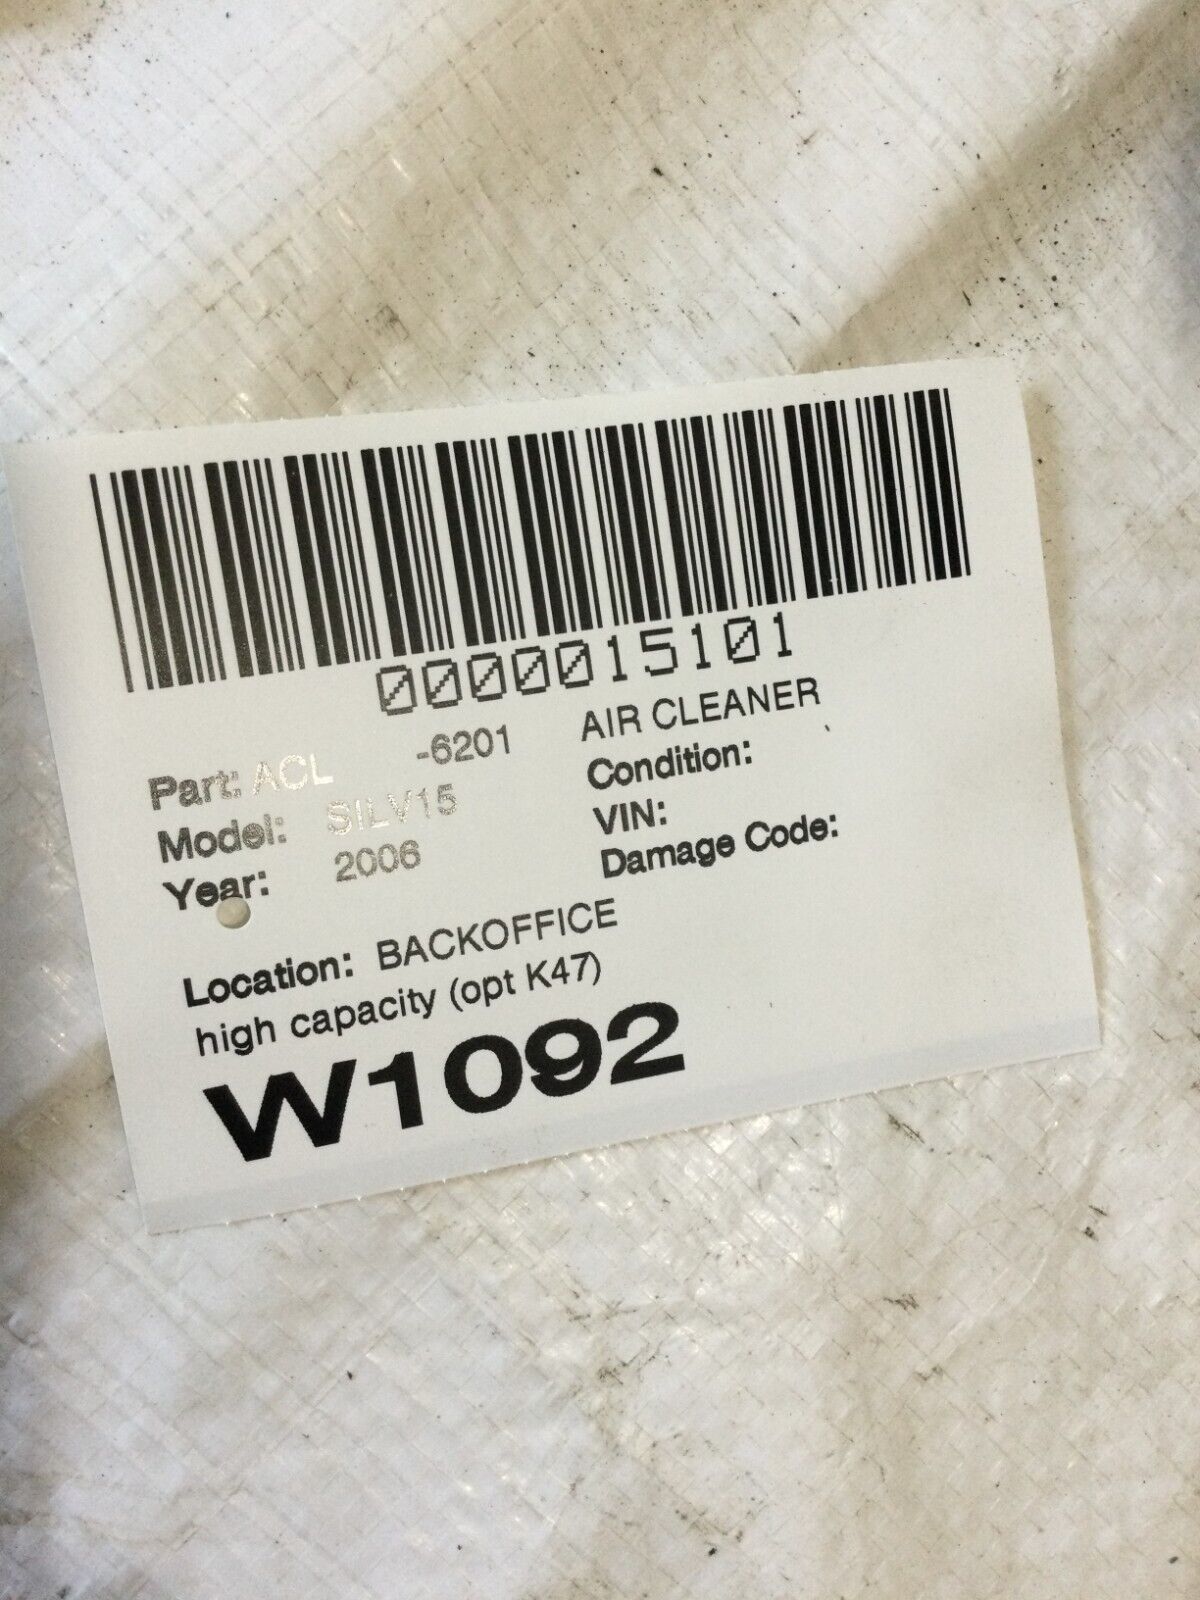 0000015101
Part: ACL -6201 AIR CLEANER
Model: SILV15 Condition:
Year: 2006 VIN:
Damage Code:
Location: BACKOFFICE
high capacity (opt K47)
W1092